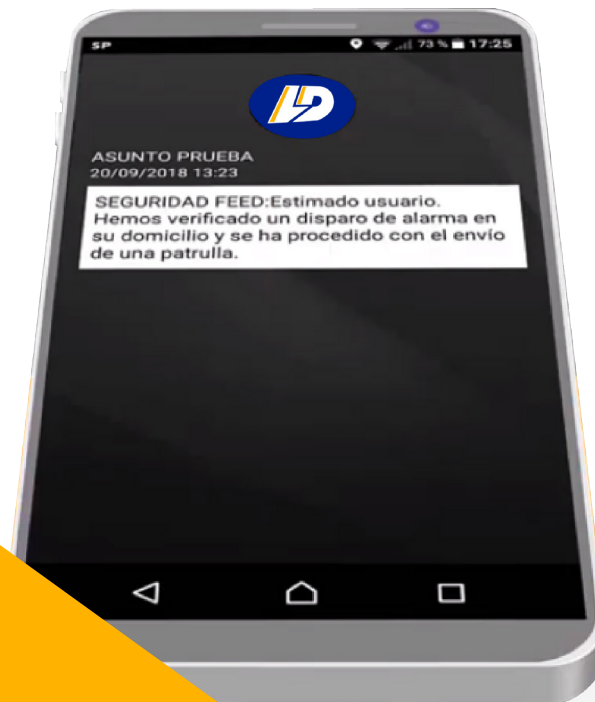 SP 73 % 17:25
LD
ASUNTO PRUEBA
20/09/2018 13:23
SEGURIDAD FEED:Estimado usuario.
Hemos verificado un disparo de alarma en
su domicilio y se ha procedido con el envío
de una patrulla.